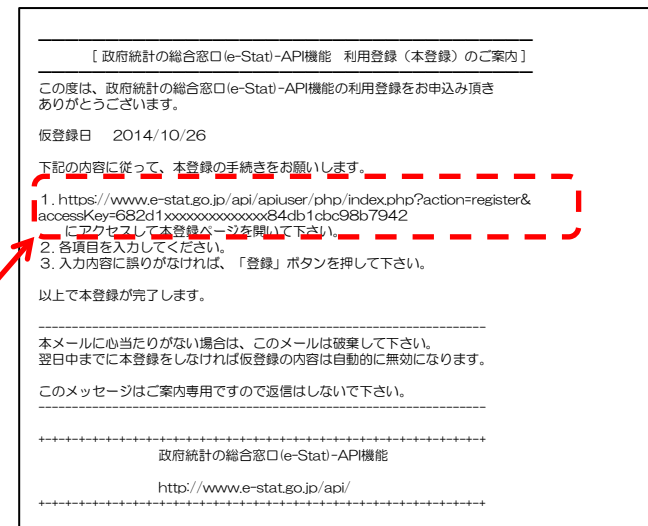 [ 政府統計の総合窓口(e-Stat)-API機能 利用登録（本登録）のご案内 ]
この度は、政府統計の総合窓口(e-Stat)-API機能の利用登録をお申込み頂き
ありがとうございます。
仮登録日 2014/10/26
下記の内容に従って、本登録の手続きをお願いします。
１. https://www.e-stat.go.jp/api/apiuser/php/index.php?action=register&
accessKey=682d1xxxxxxxxxxxxxx84db1cbc98b7942
にアクセスして本登録ページを開いて下さい。
２. 各項目を入力してください。
３. 入力内容に誤りがなければ、「登録」ボタンを押して下さい。
以上で本登録が完了します。
------------------------------------------------------------------
本メールに心当たりがない場合は、このメールは破棄して下さい。
翌日中までに本登録をしなければ仮登録の内容は自動的に無効になります。
このメッセージはご案内専用ですので返信はしないで下さい。
------------------------------------------------------------------
+-+-+-+-+-+-+-+-+-+-+-+-+-+-+-+-+-+-+-+-+-+-+-+-+-+-+-+-+-+-+-+-+
政府統計の総合窓口(e-Stat)-API機能
http://www.e-stat.go.jp/api/
+-+-+-+-+-+-+-+-+-+-+-+-+-+-+-+-+-+-+-+-+-+-+-+-+-+-+-+-+-+-+-+-+